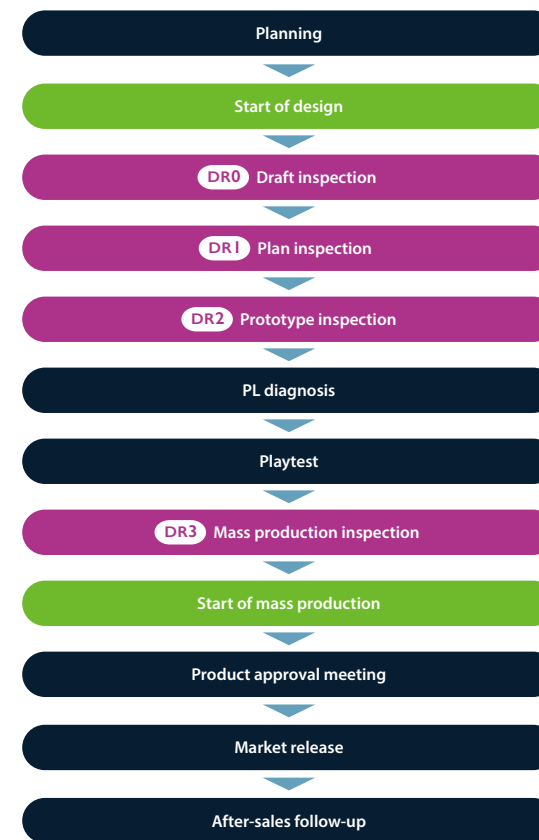 Planning
Start of design
DR0 Draft inspection
DR1 Plan inspection
DR2 Prototype inspection
PL diagnosis
Playtest
DR3 Mass production inspection
Start of mass production
Product approval meeting
Market release
After-sales follow-up